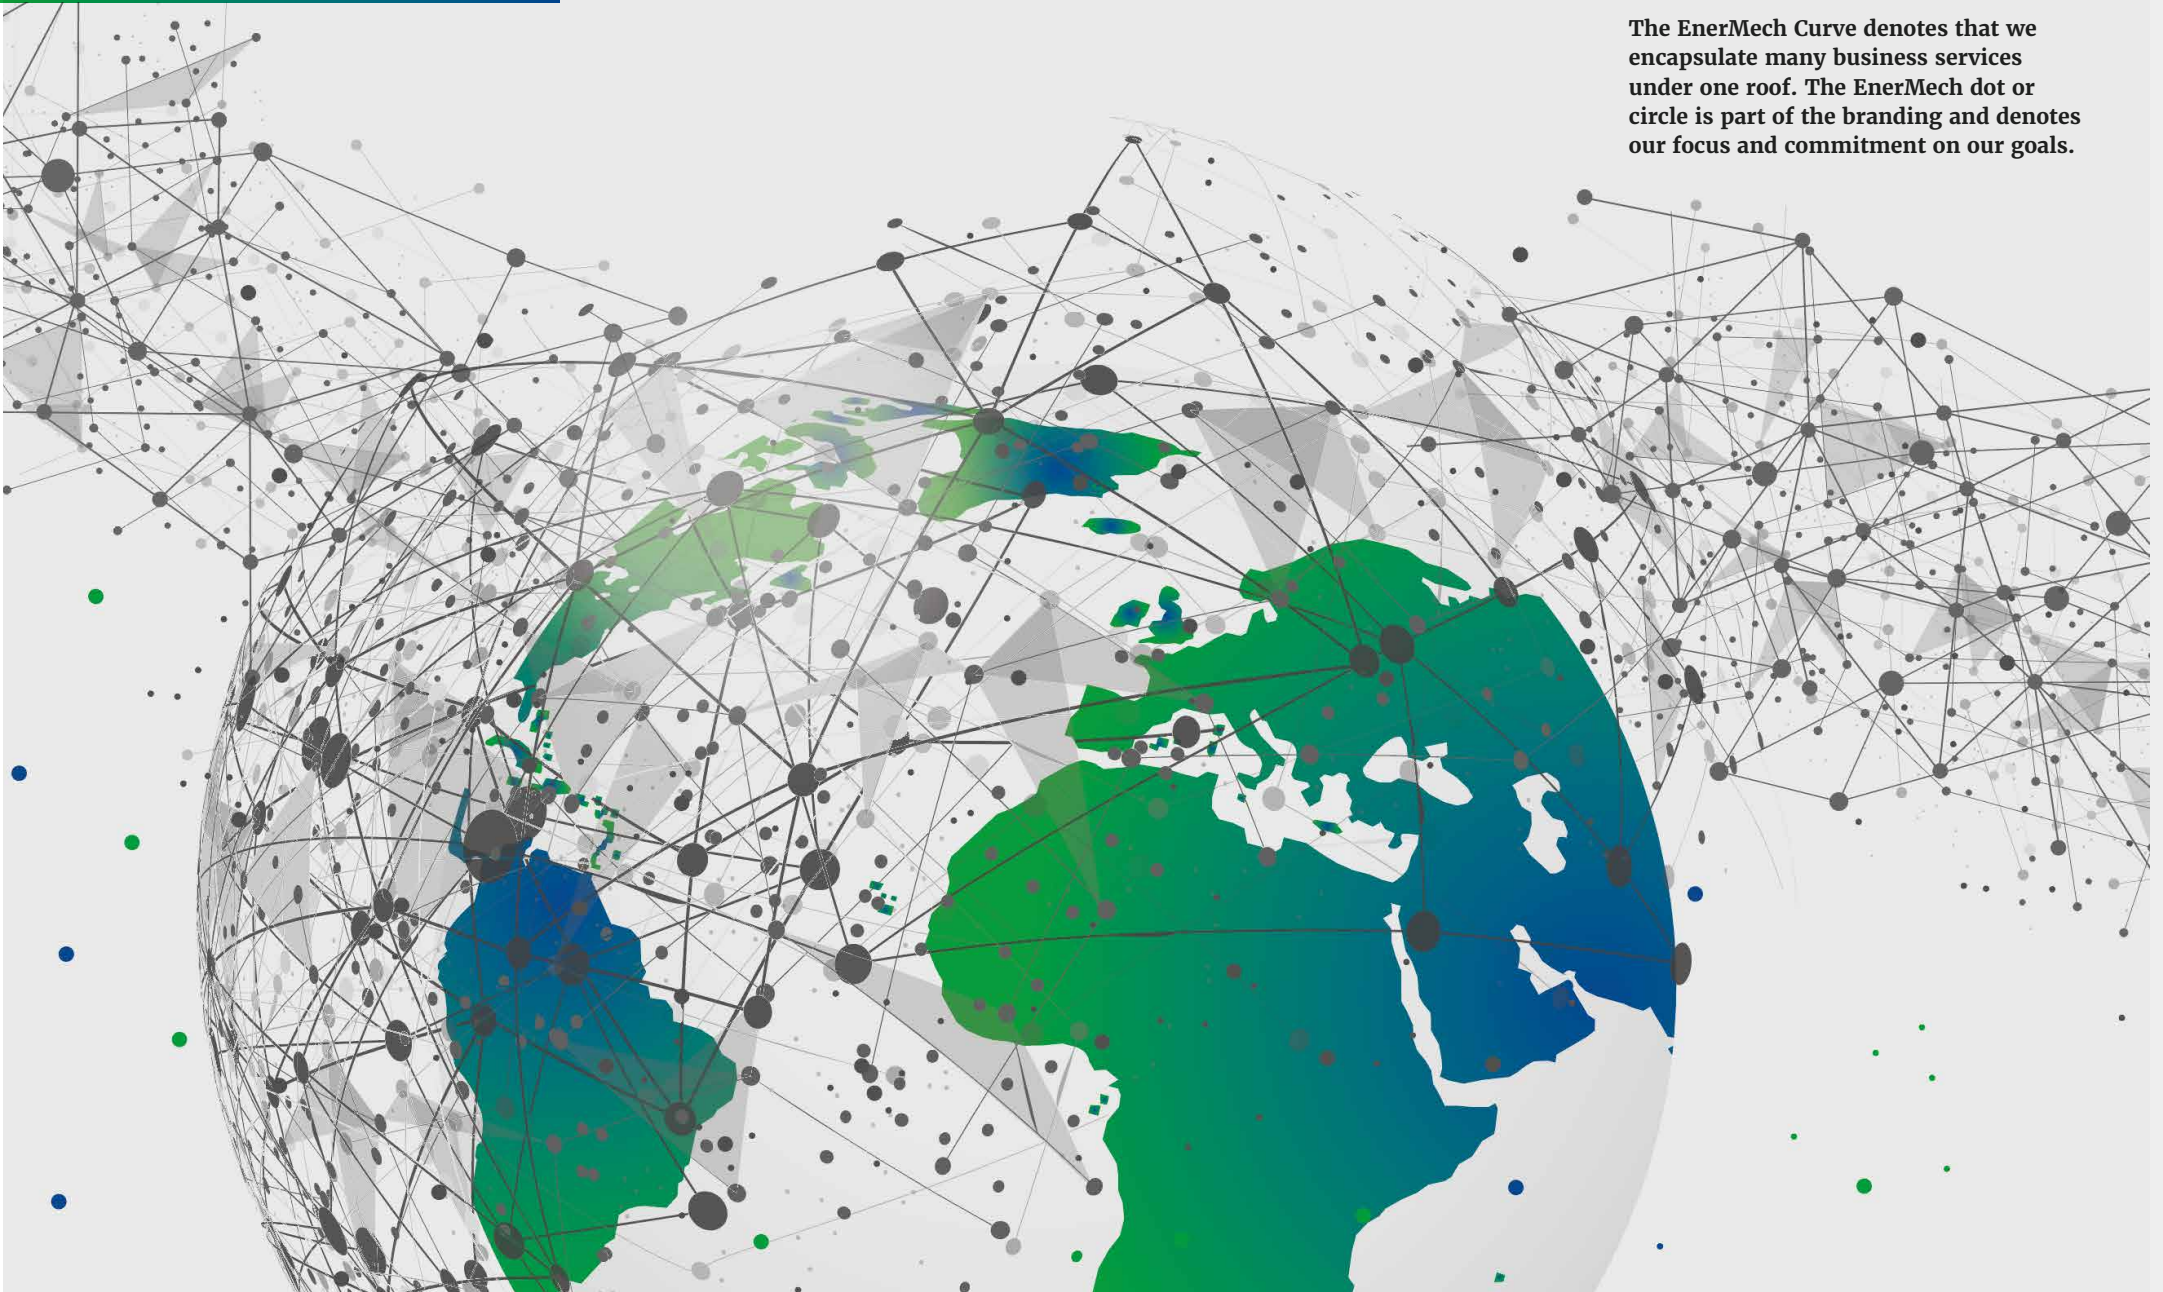 The EnerMech Curve denotes that we
encapsulate many business services
under one roof. The EnerMech dot or
circle is part of the branding and denotes
our focus and commitment on our goals.